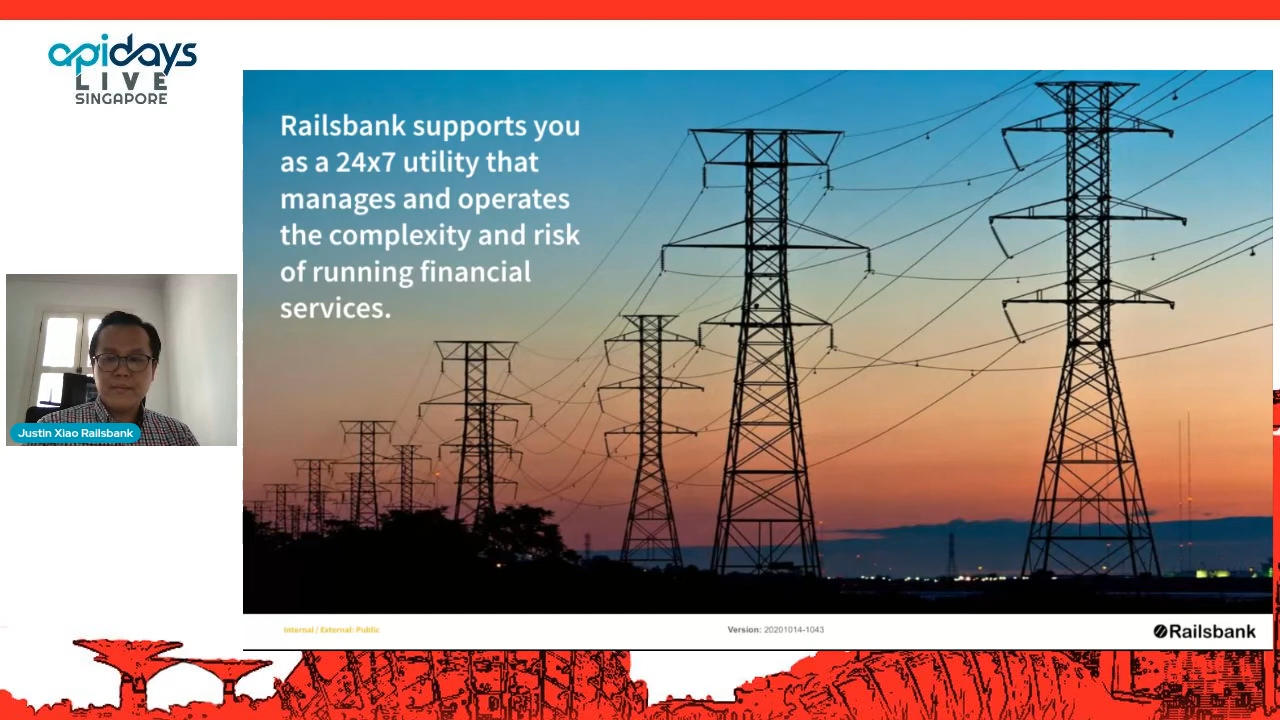 apidays
LIVE
SINGAPORE
Railsbank supports you
as a 24x7 utility that
manages and operates
the complexity and risk
of running financial
services.
Justin Xiao Railsbank
Internal / External: Public
Version: 20201014-1043
Railsbank